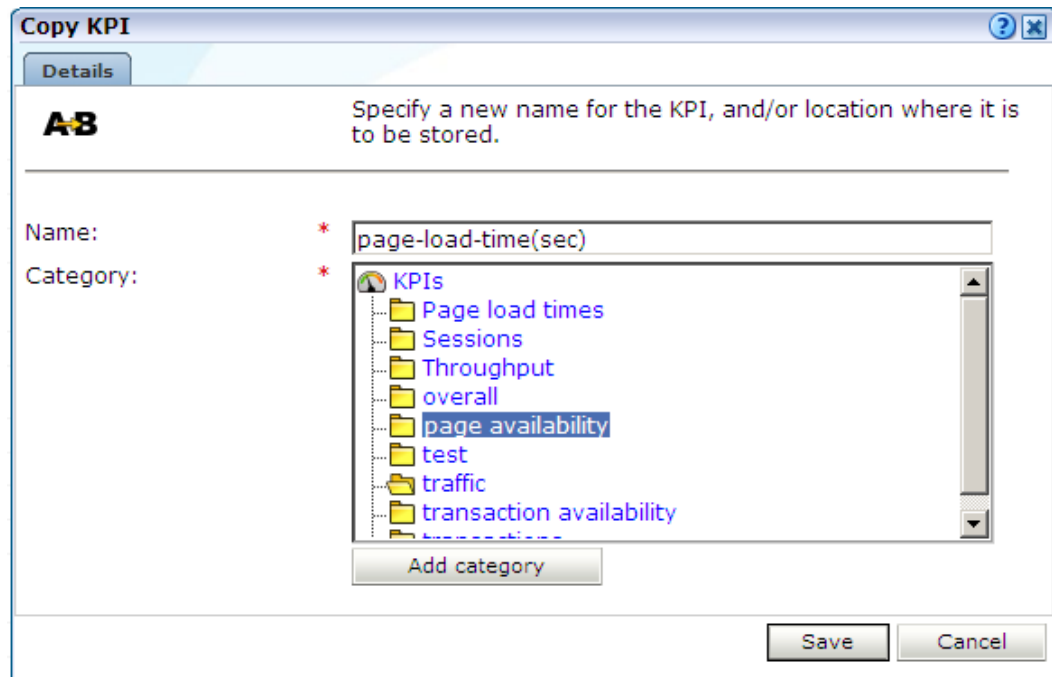 Copy KPI
Details
A B
Specify a new name for the KPI, and/or location where it is
to be stored.
Name: * page-load-time(sec)
Category: *
KPIs
Page load times
Sessions
Throughput
overall
page availability
test
traffic
transaction availability
transactions
Add category
Save Cancel